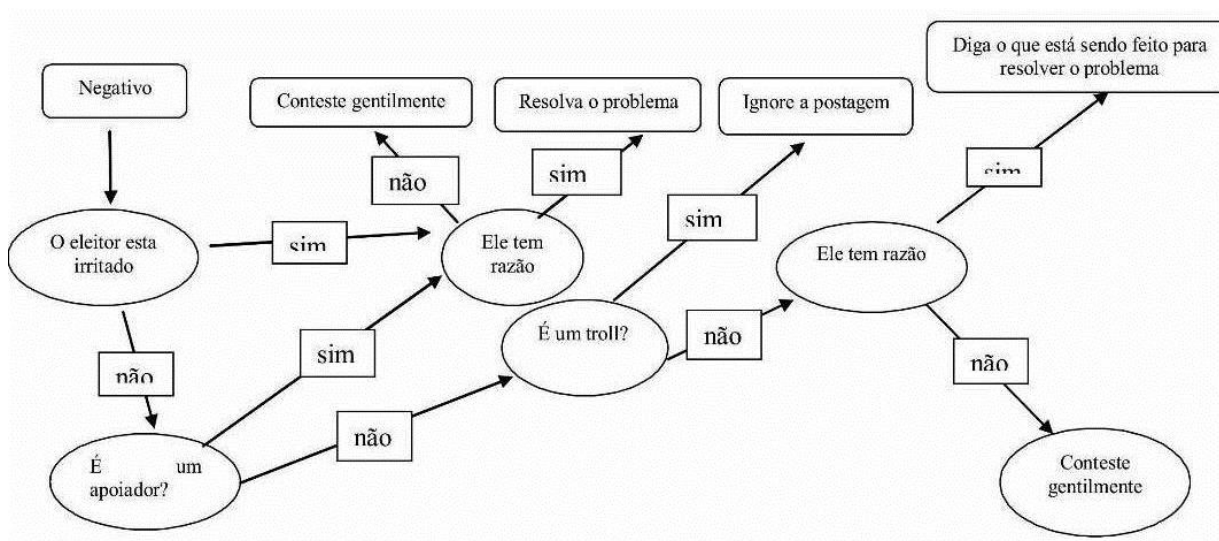 Diga o que está sendo feito para
resolver o problema
Negativo
Conteste gentilmente
Resolva o problema
Ignore a postagem
não
sim
sim
sim
O eleitor esta
irritado
sim
Ele tem
razão
Ele tem razão
sim
É um troll?
não
não
não
não
É um
apoiador?
Conteste
gentilmente